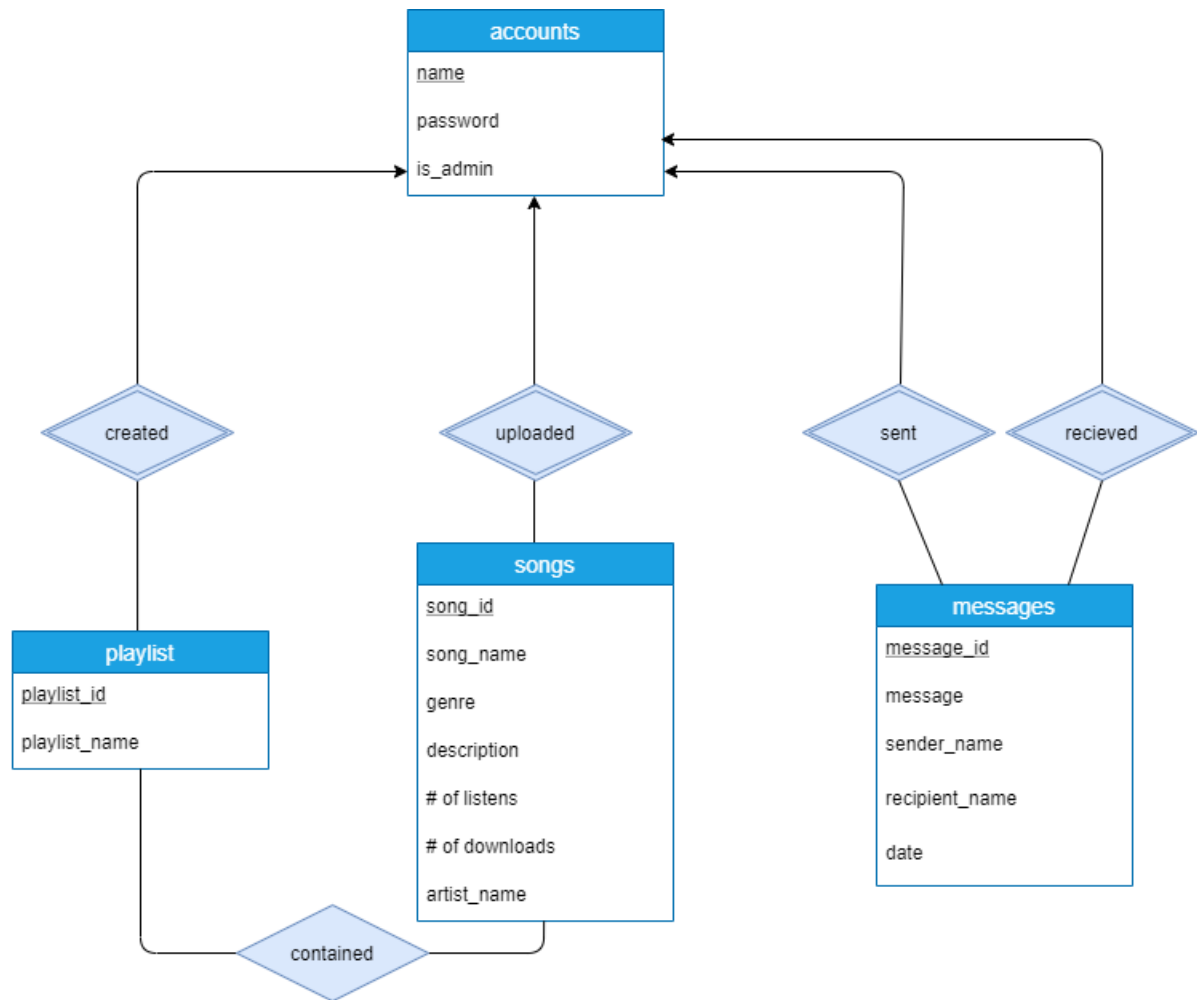 accounts
name
password
is_admin
created
uploaded
sent
recieved
playlist
playlist_id
playlist_name
songs
song_id
song_name
genre
description
# of listens
# of downloads
artist_name
messages
message_id
message
sender_name
recipient_name
date
contained